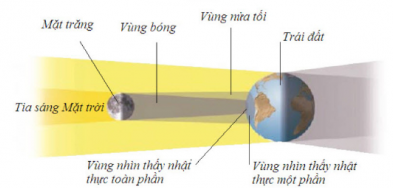 Mặt trăng
Vùng bóng
Vùng nửa tối
Trái đất
Tia sáng Mặt trời
Vùng nhìn thấy nhật
thực toàn phần
Vùng nhìn thấy nhật
thực một phần